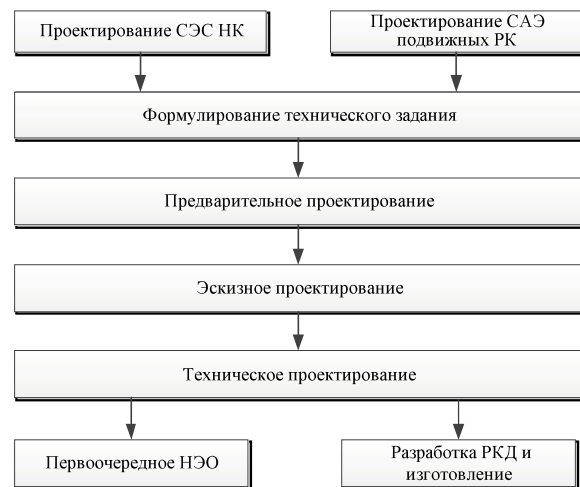 Проектирование СЭС НК
Проектирование САЭ
подвижных РК
Формулирование технического задания
Предварительное проектирование
Эскизное проектирование
Техническое проектирование
Первоочередное НЭО
Разработка РКД и
изготовление